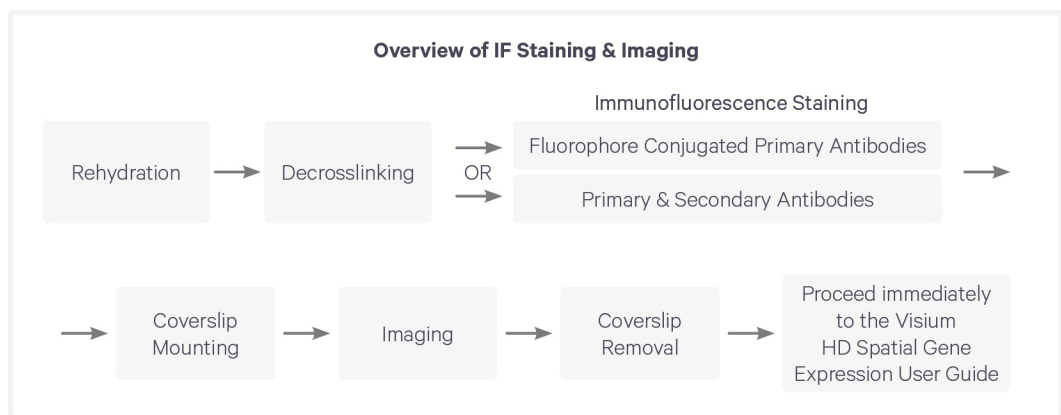 Overview of IF Staining & Imaging
Immunofluorescence Staining
Rehydration
Decrosslinking
OR
Fluorophore Conjugated Primary Antibodies
Primary & Secondary Antibodies
Coverslip
Mounting
Imaging
Coverslip
Removal
Proceed immediately
to the Visium
HD Spatial Gene
Expression User Guide